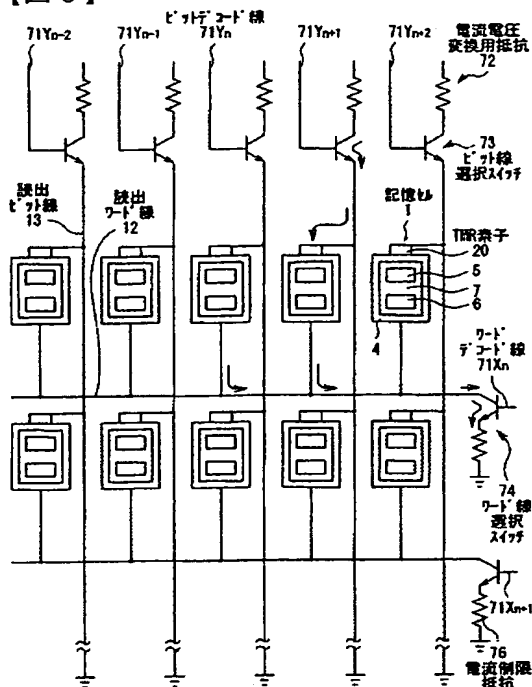 ビットデコード線
71Yn-2
71Yn-1
71Yn
71Yn+1
71Yn+2
電流電圧
変換用抵抗
72
73
ビット線
選択スイッチ
読出
ビット線
13
読出
ワード線
12
記憶セル
1
TMR素子
20
5
7
6
4
ワード
デコード線
71Xn
74
ワード線
選択
スイッチ
71Xn+1
76
電流制限
抵抗